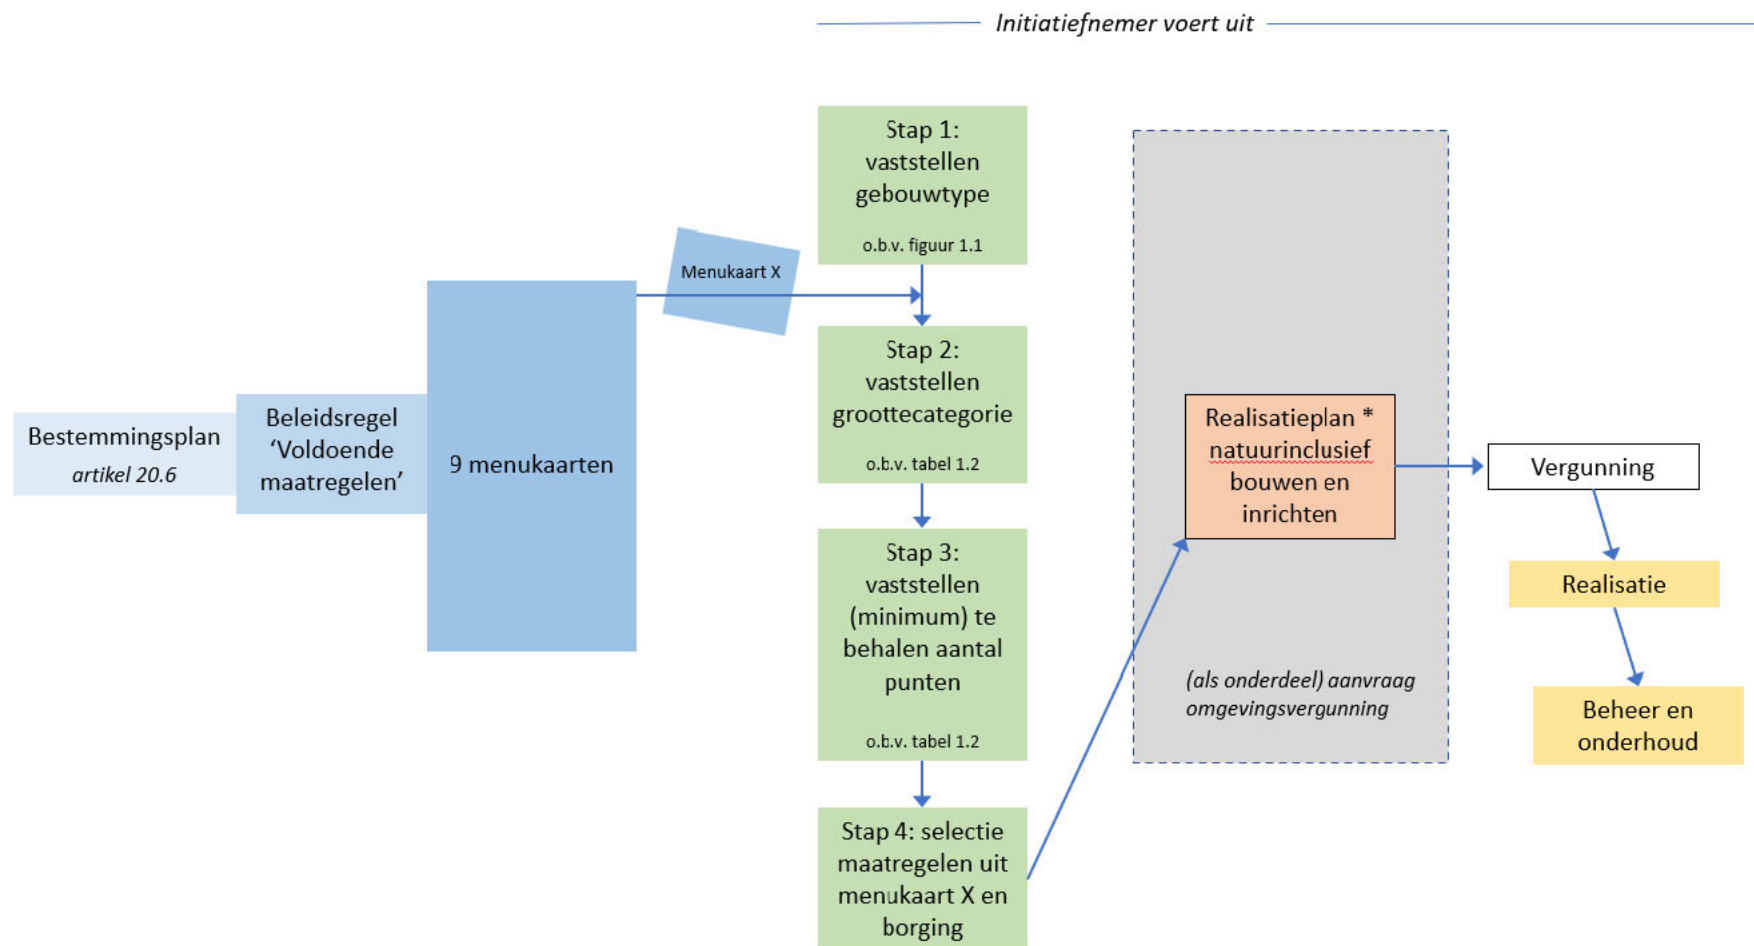 Initiatiefnemer voert uit
Stap 1:
vaststellen
gebouwtype
o.b.v. figuur 1.1
Menukaart X
Stap 2:
vaststellen
groottecategorie
o.b.v. tabel 1.2
Bestemmingsplan
artikel 20.6
Beleidsregel
‘Voldoende
maatregelen’
9 menukaarten
Stap 3:
vaststellen
(minimum) te
behalen aantal
punten
o.b.v. tabel 1.2
Stap 4: selectie
maatregelen uit
menukaart X en
borging
Realisatieplan *
natuurinclusief
bouwen en
inrichten
(als onderdeel) aanvraag
omgevingsvergunning
Vergunning
Realisatie
Beheer en
onderhoud